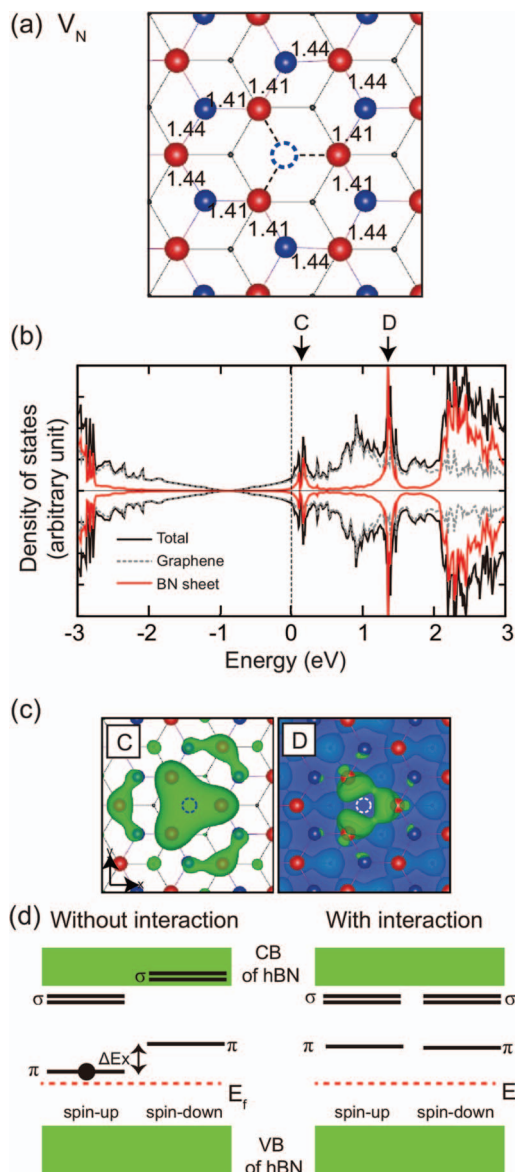 (a) V_N
1.44
1.44
1.41
1.41
1.44
1.41
1.44
1.41
1.41
1.41
1.44
1.44
C
D
(b)
Density of states
(arbitrary unit)
Total
Graphene
BN sheet
-3
-2
-1
0
1
2
3
Energy (eV)
(c)
C
D
y
x
(d)
Without interaction
With interaction
CB
of hBN
σ
σ
σ
σ
π
ΔEx
π
π
π
E_f
E
spin-up
spin-down
spin-up
spin-down
VB
of hBN